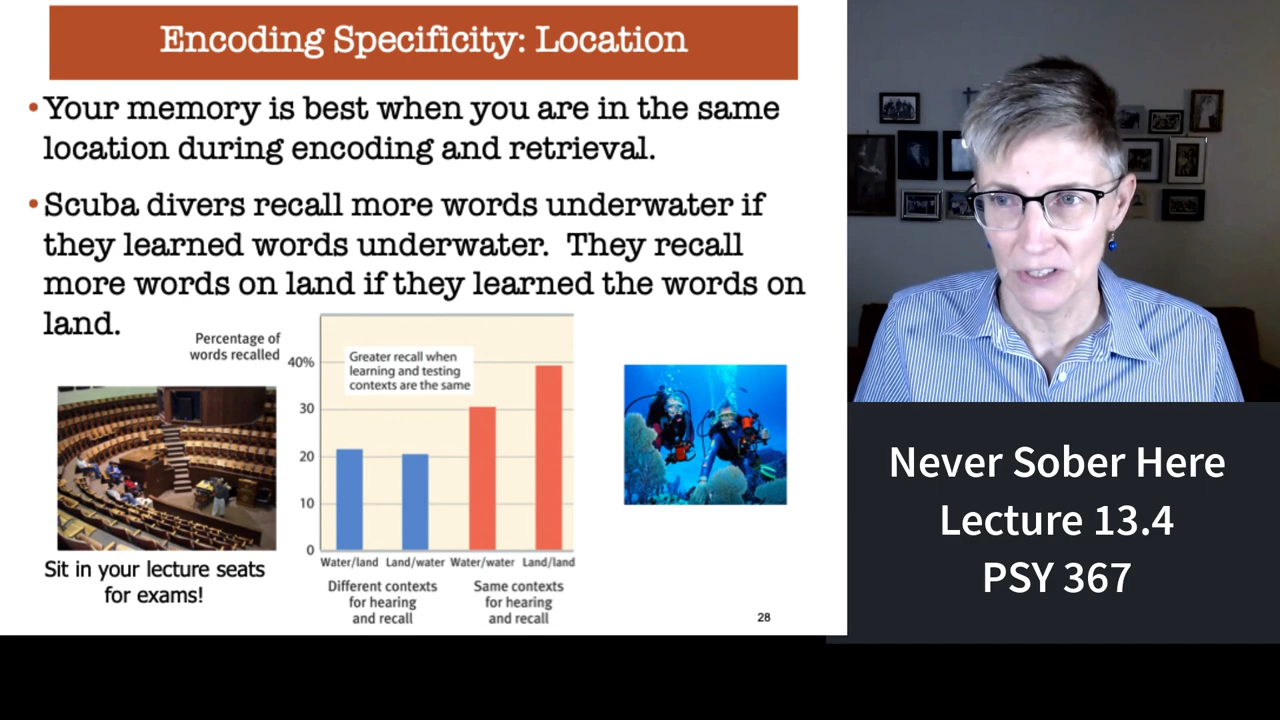 Encoding Specificity: Location
•Your memory is best when you are in the same
location during encoding and retrieval.
•Scuba divers recall more words underwater if
they learned words underwater.  They recall
more words on land if they learned the words on
land.
Percentage of
words recalled
40%
30
20
10
0
Greater recall when
learning and testing
contexts are the same
Water/land
Land/water
Water/water
Land/land
Different contexts
for hearing
and recall
Same contexts
for hearing
and recall
Sit in your lecture seats
for exams!
28
Never Sober Here
Lecture 13.4
PSY 367